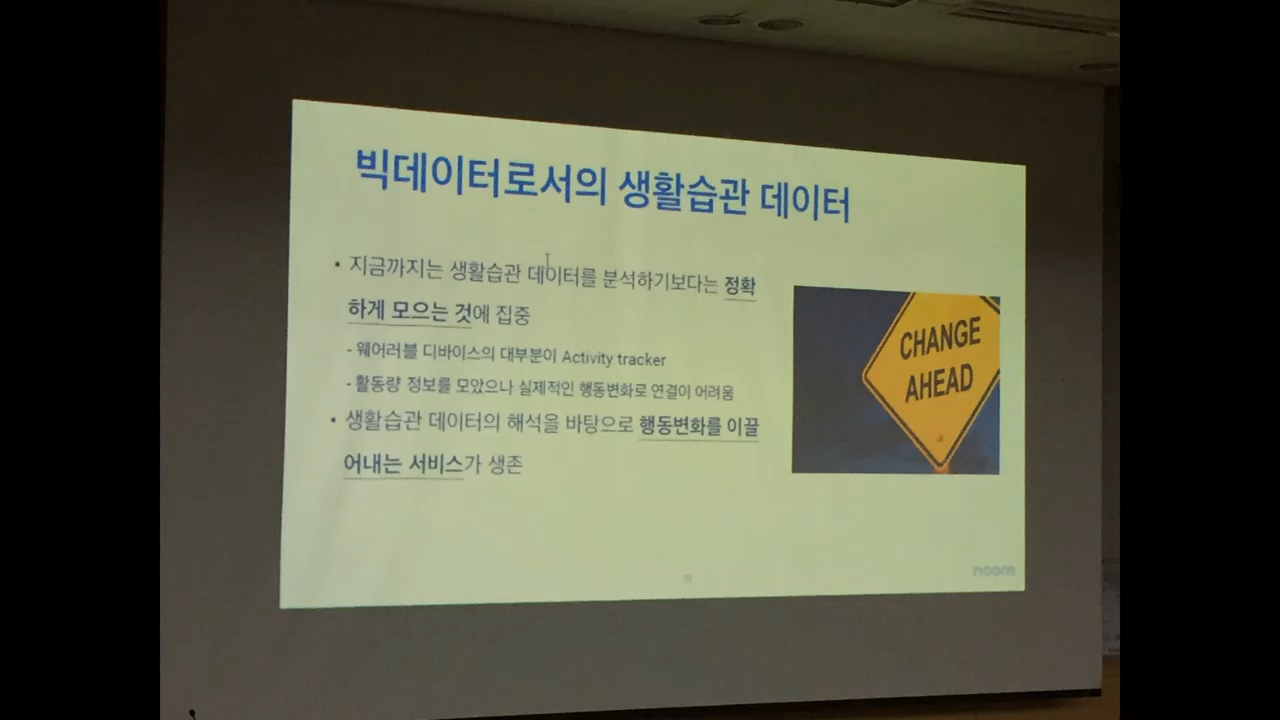 빅데이터로서의 생활습관 데이터
• 지금까지는 생활습관 데이터를 분석하기보다는 정확
하게 모으는 것에 집중
- 웨어러블 디바이스의 대부분이 Activity tracker
- 활동량 정보를 모았으나 실제적인 행동변화로 연결이 어려움
• 생활습관 데이터의 해석을 바탕으로 행동변화를 이끌
어내는 서비스가 생존
CHANGE
AHEAD
noom